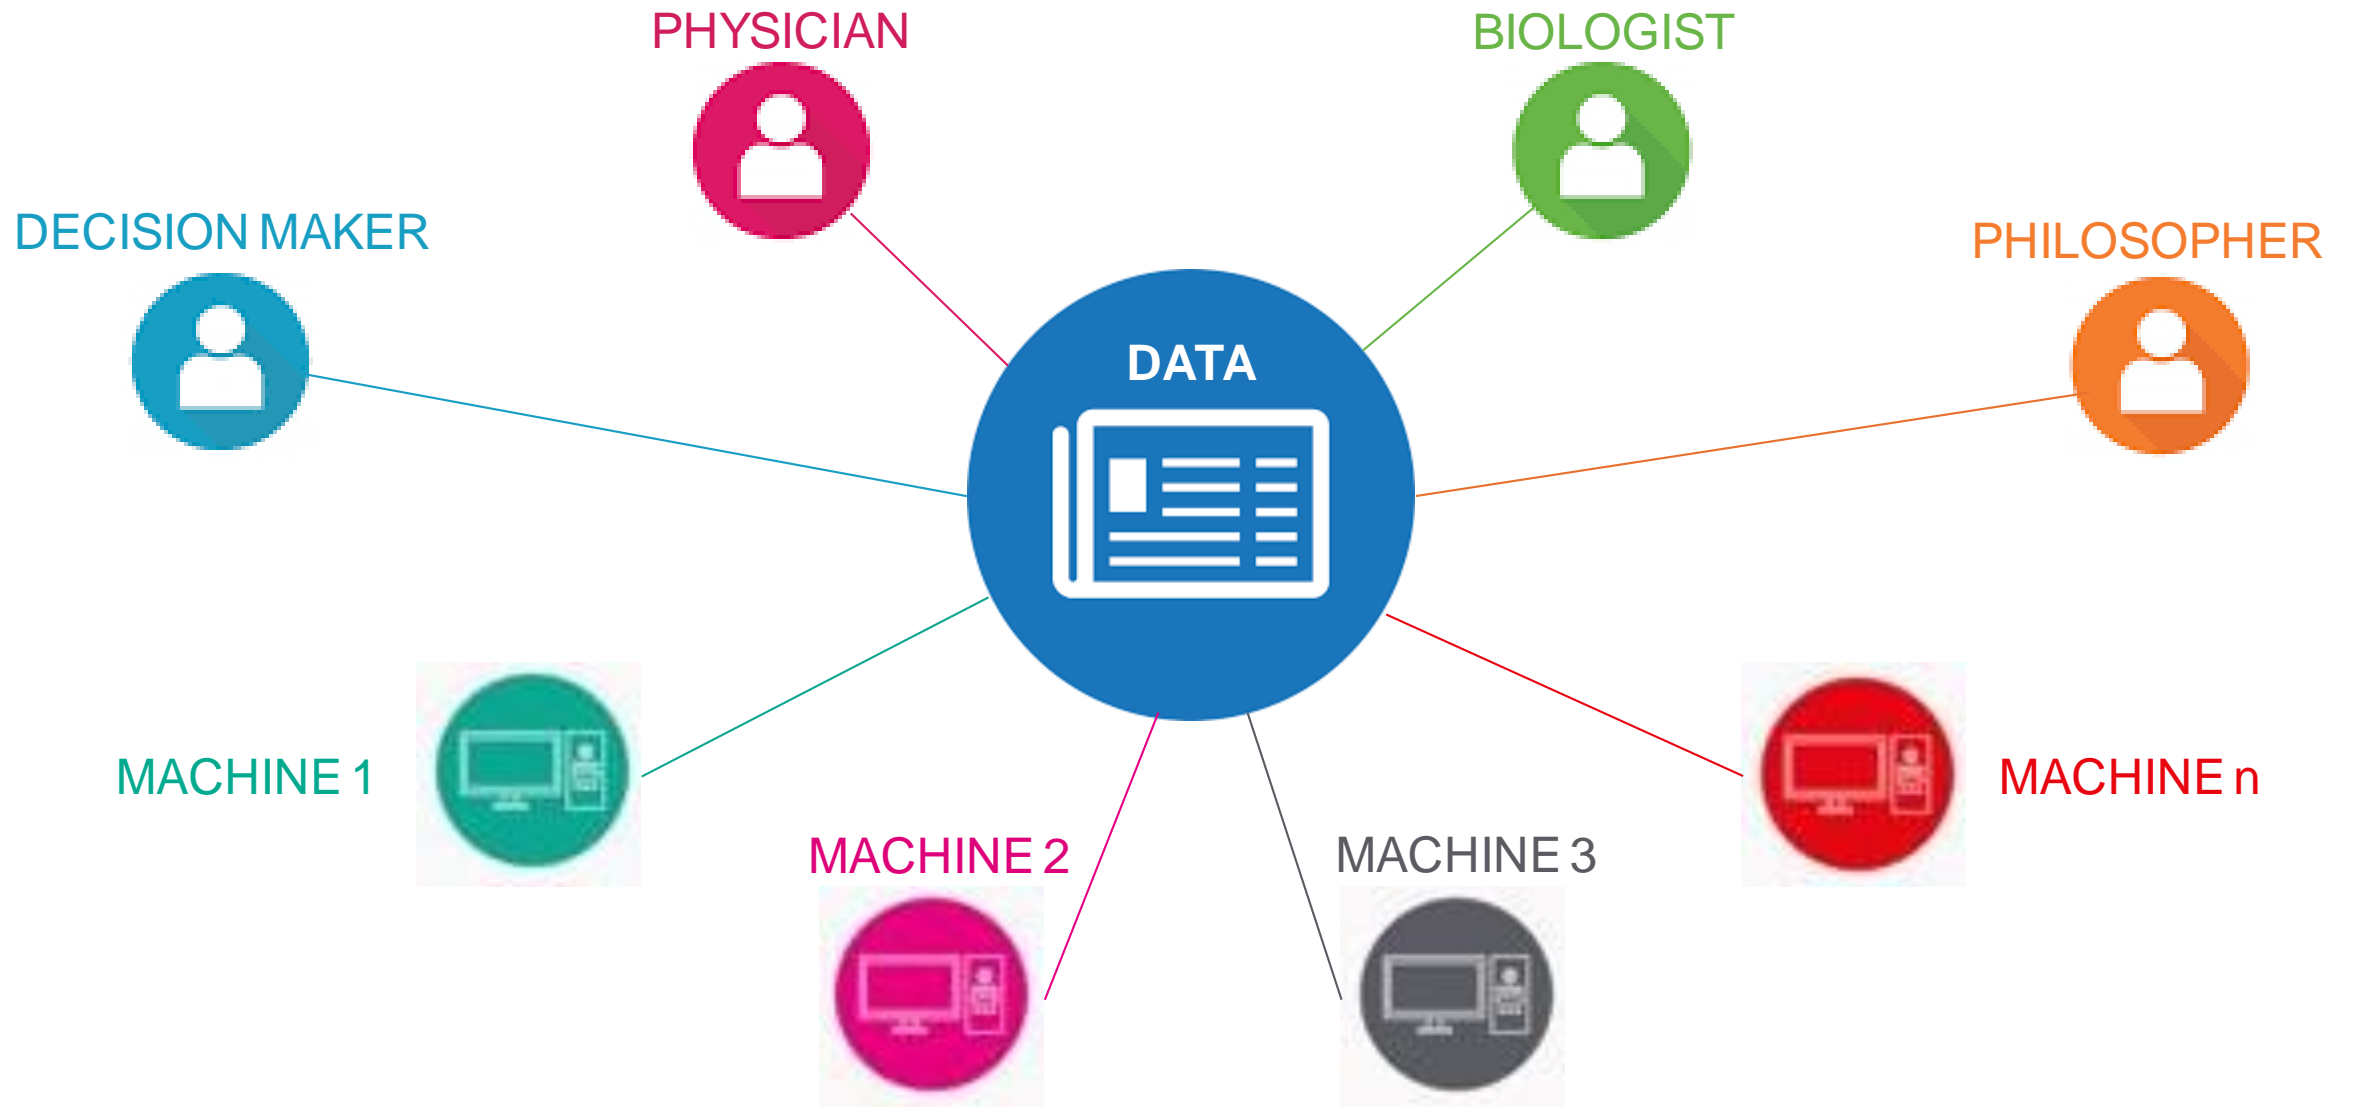 PHYSICIAN
BIOLOGIST
DECISION MAKER
PHILOSOPHER
DATA
MACHINE 1
MACHINE n
MACHINE 2
MACHINE 3